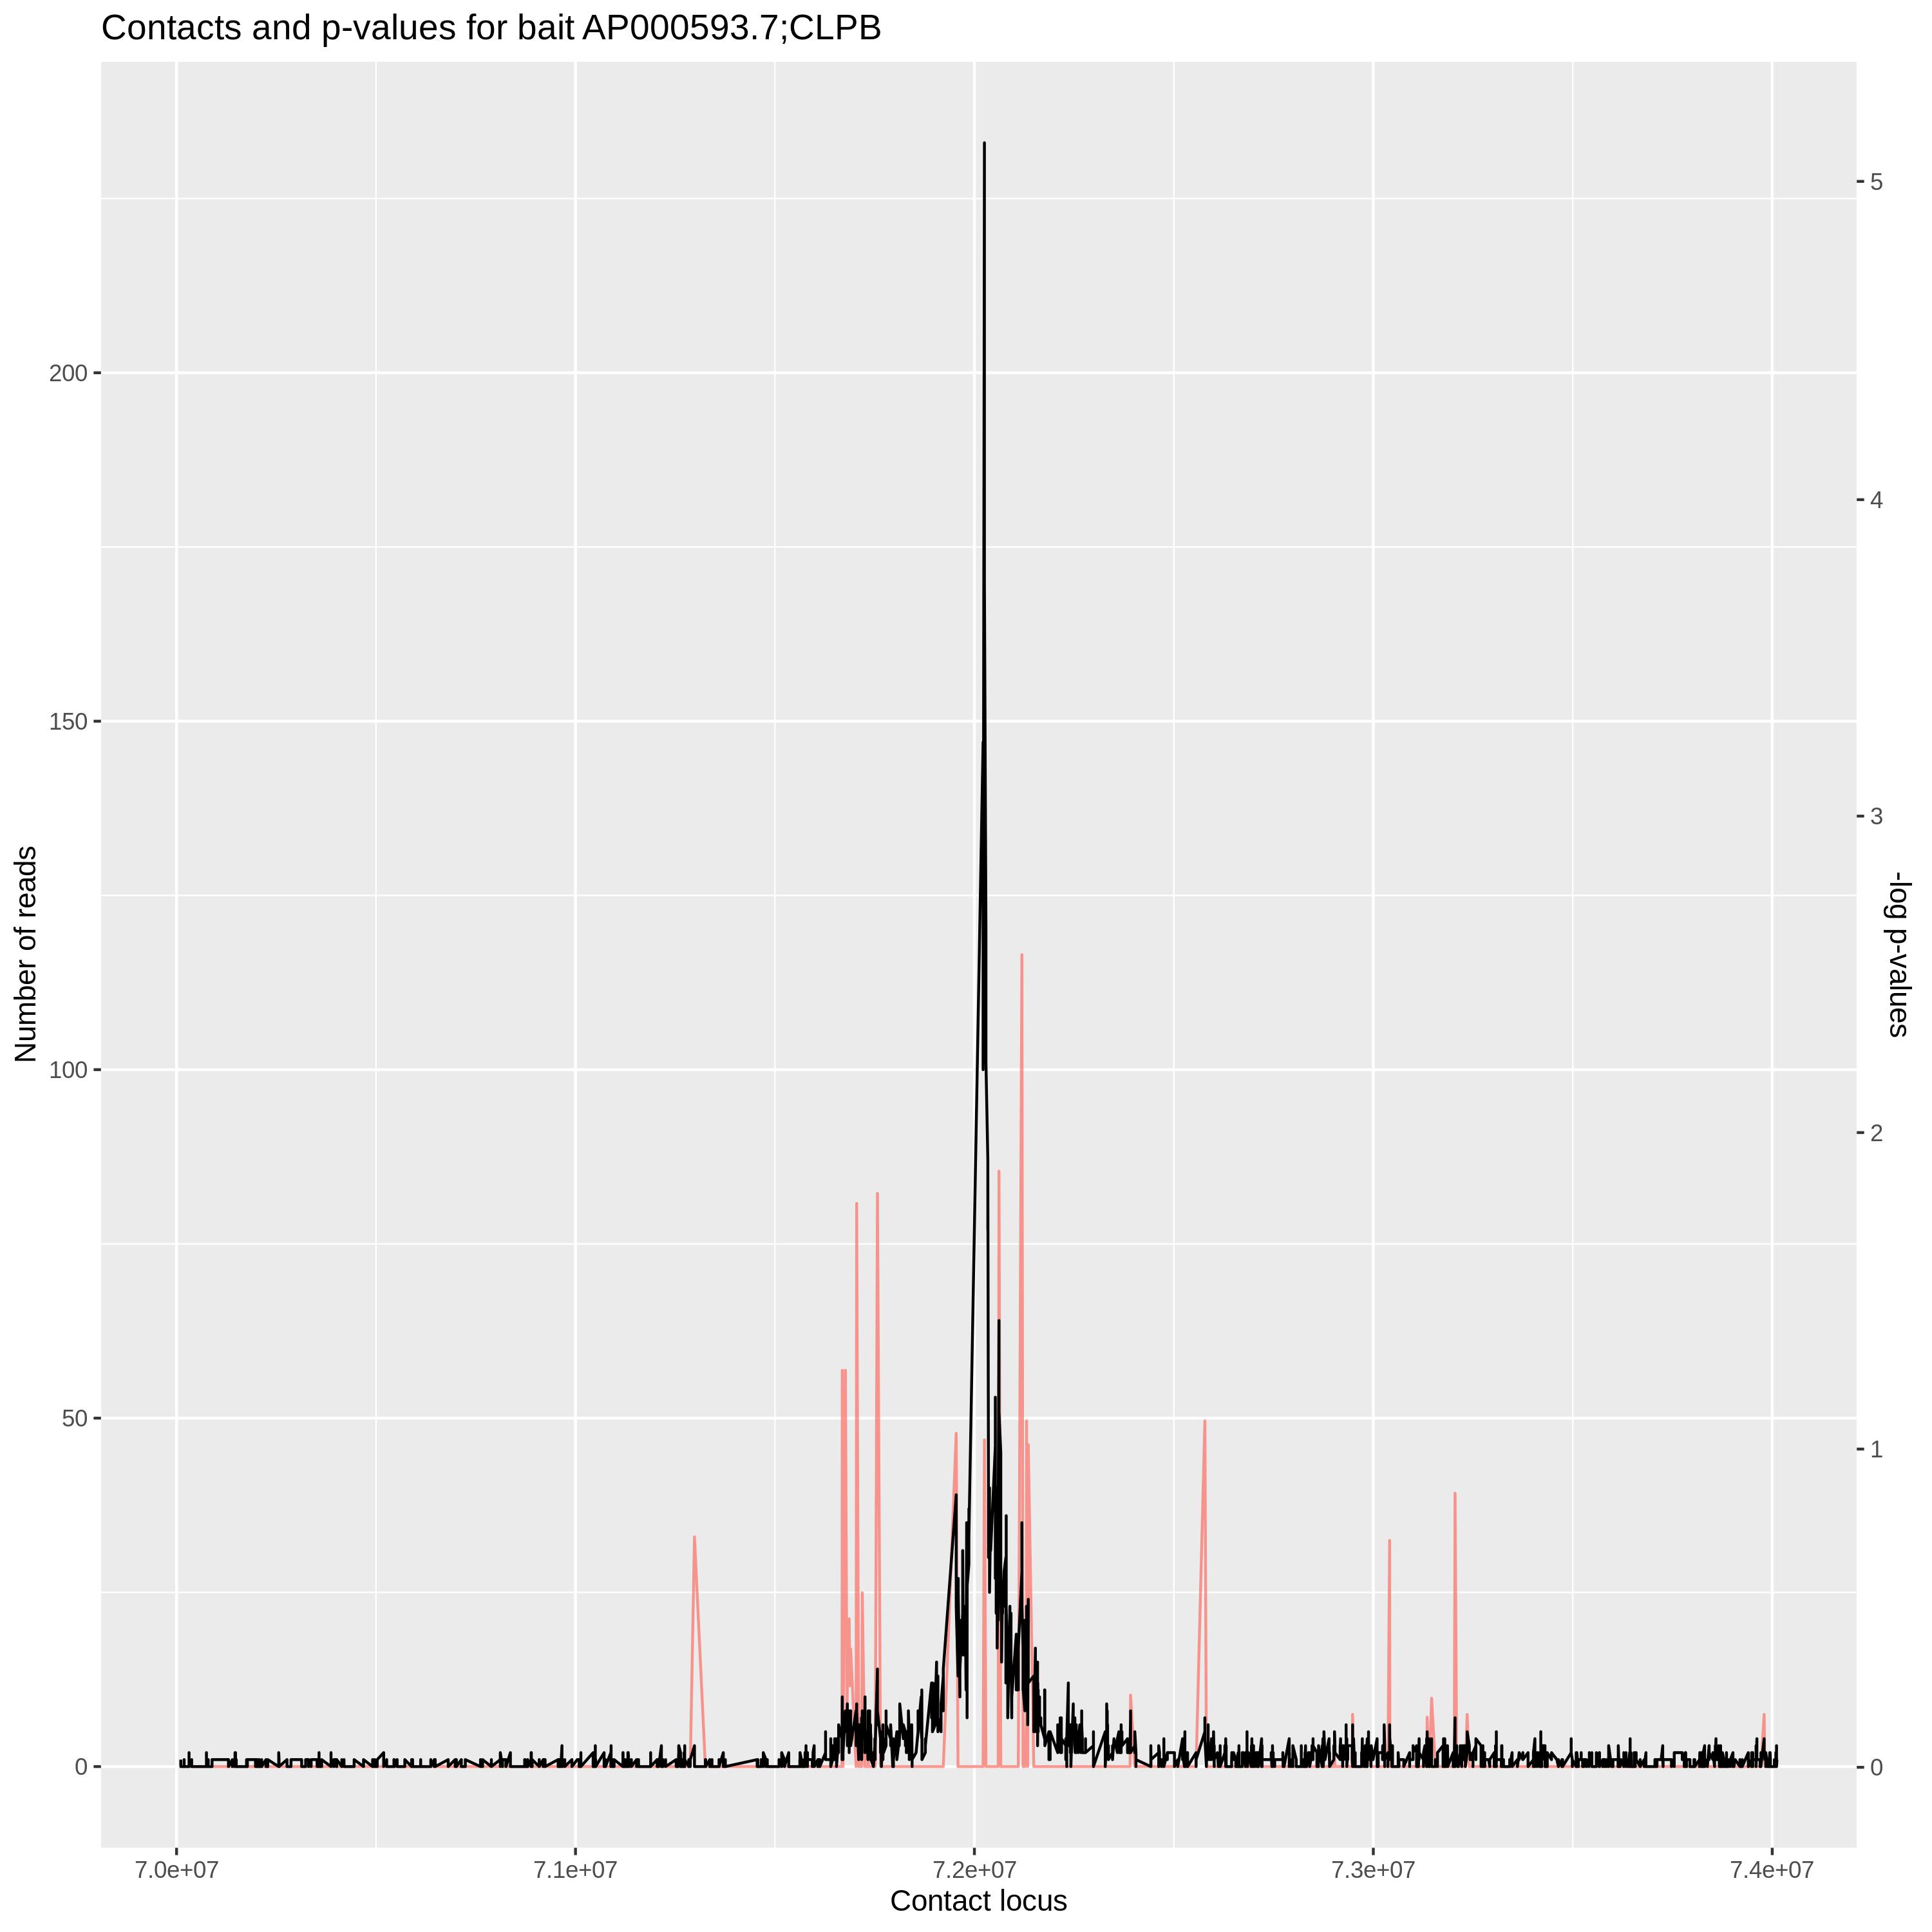 Contacts and p-values for bait AP000593.7;CLPB
Number of reads
200
150
100
50
0
5
4
3
2
1
0
-log p-values
7.0e+07 7.1e+07 7.2e+07 7.3e+07 7.4e+07
Contact locus